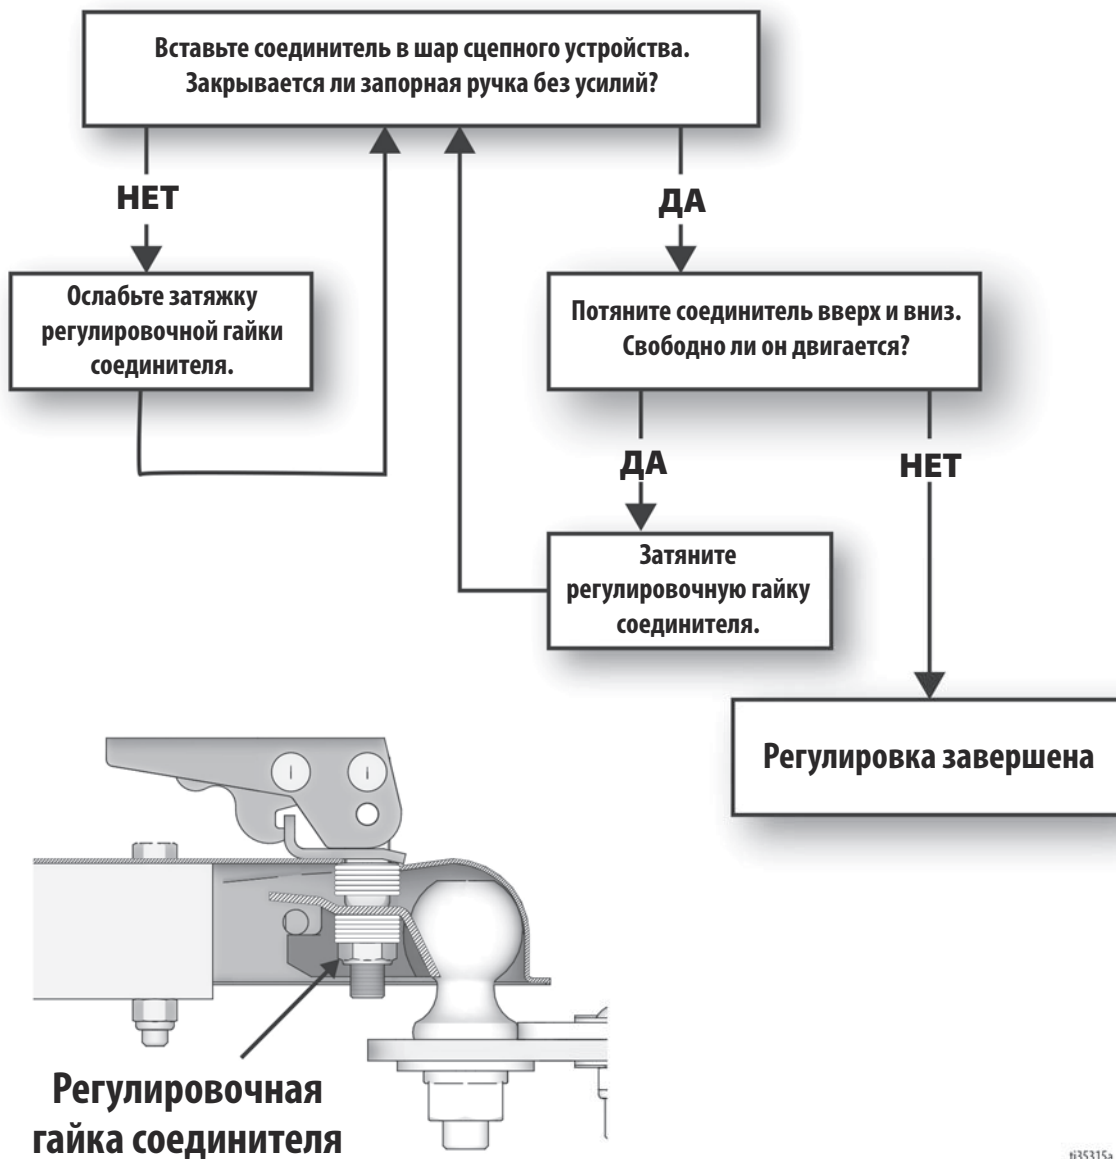 Вставьте соединитель в шар сцепного устройства.
Закрывается ли запорная ручка без усилий?
НЕТ
ДА
Ослабьте затяжку
регулировочной гайки
соединителя.
Потяните соединитель вверх и вниз.
Свободно ли он двигается?
ДА
НЕТ
Затяните
регулировочную гайку
соединителя.
Регулировка завершена
Регулировочная
гайка соединителя
ti35315a